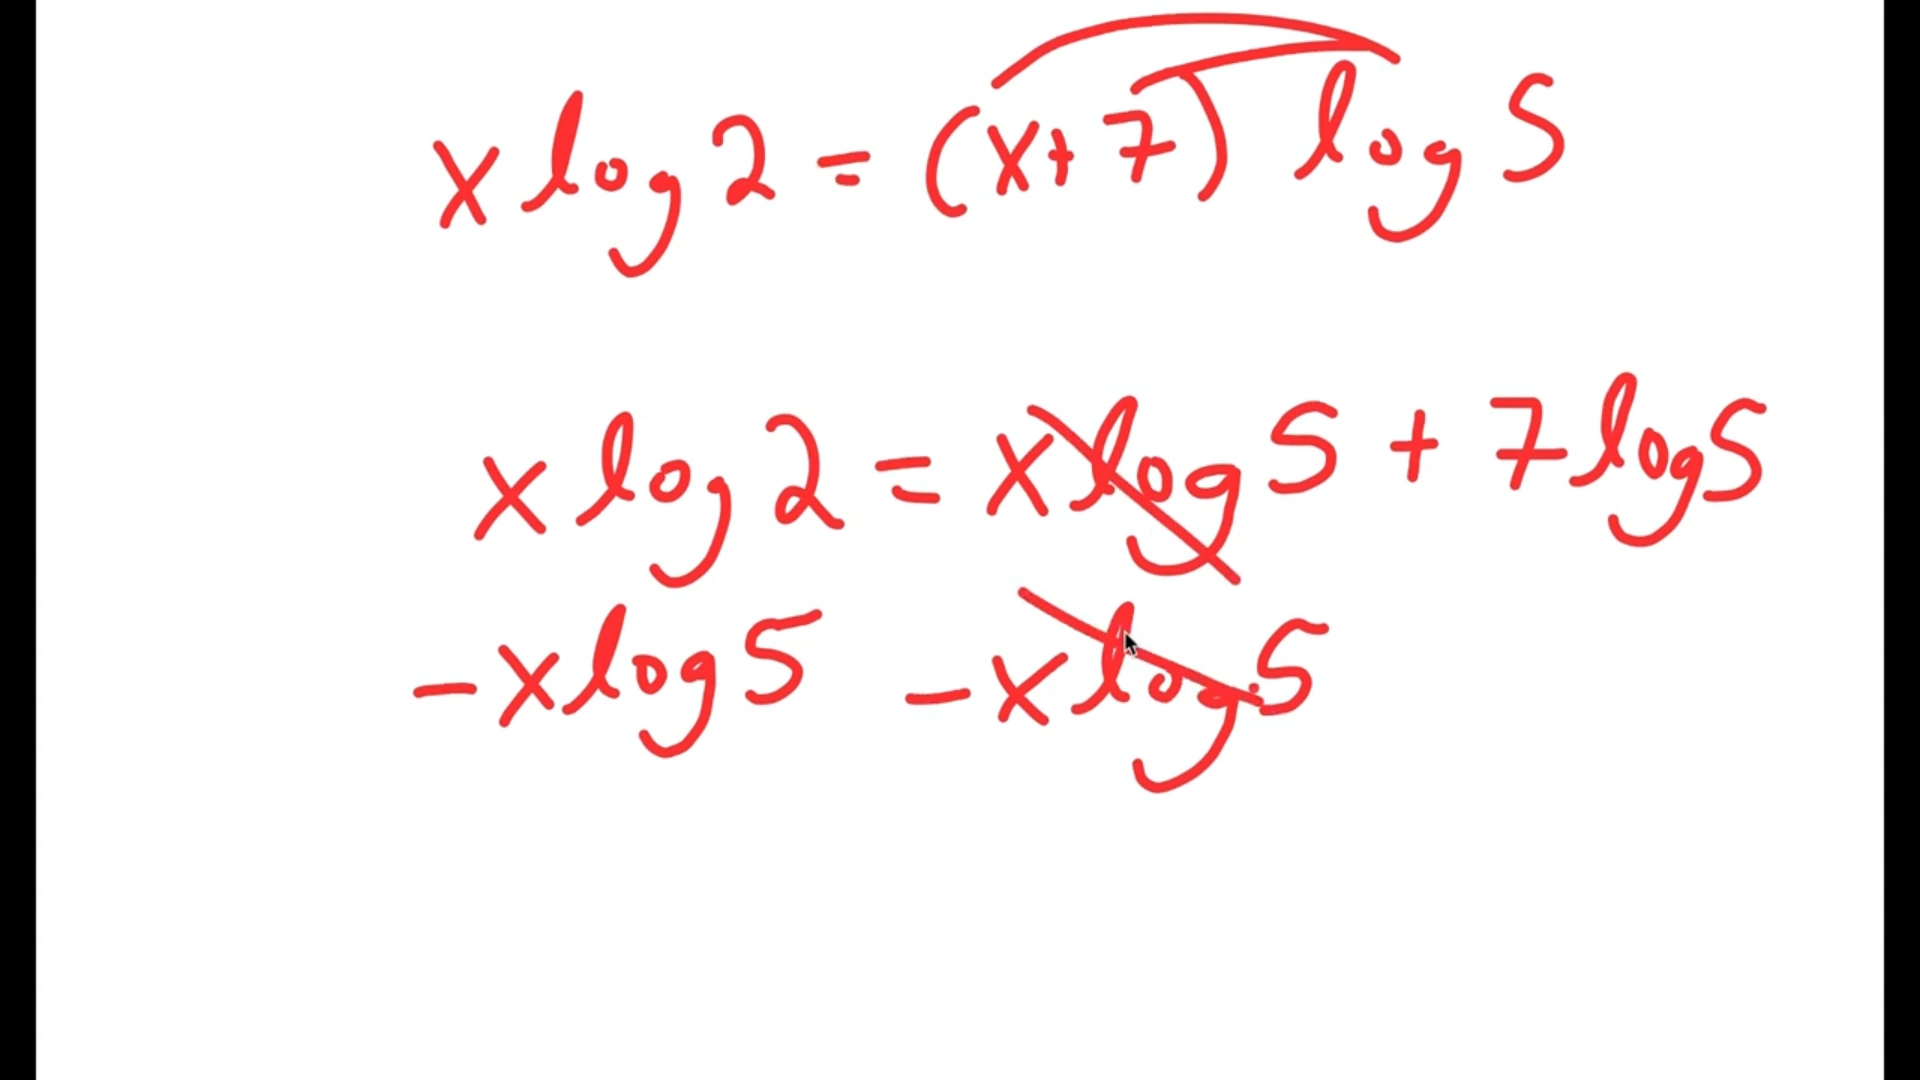 x log 2 = (x + 7) log 5
x log 2 = x log 5 + 7 log 5
- x log 5 - x log 5